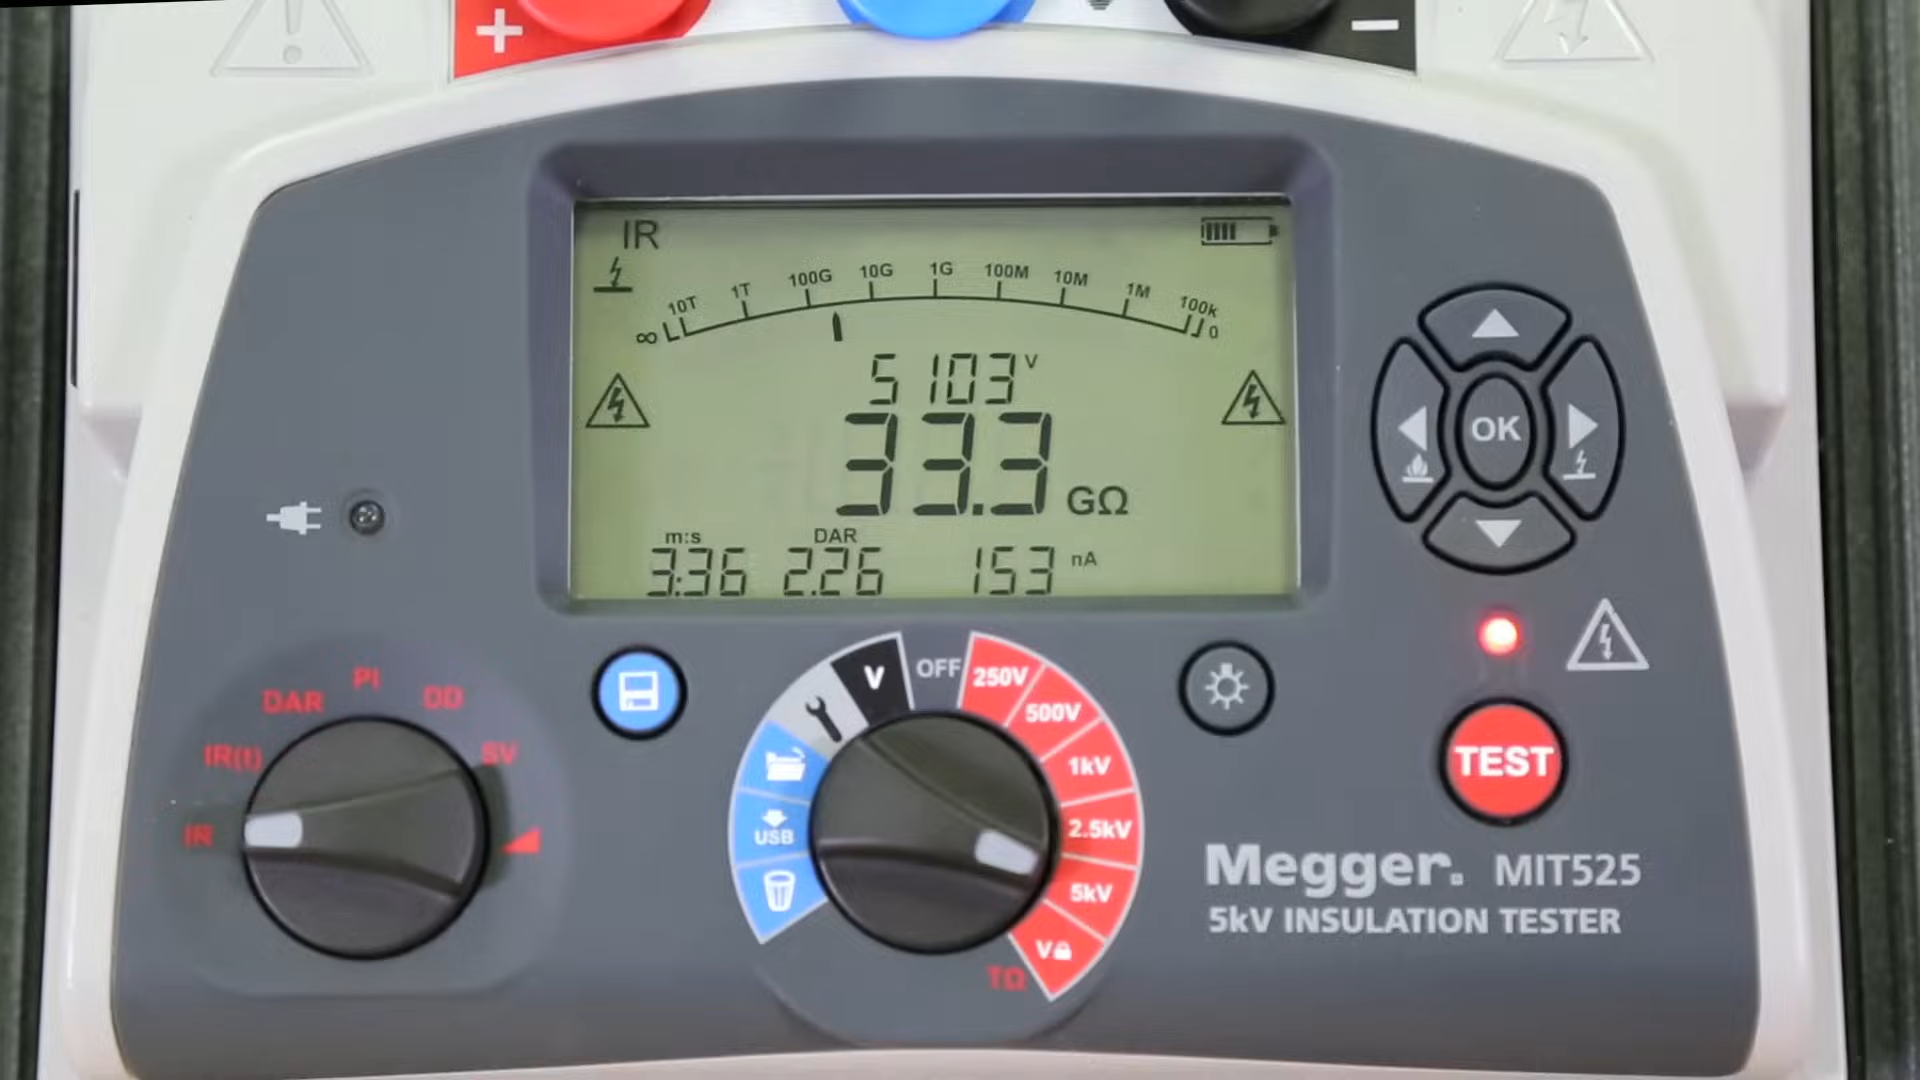 + −
IR
∞ 10T 1T 100G 10G 1G 100M 10M 1M 100k 0
5103 V
33.3 GΩ
m:s DAR
3:36 2.26 153 nA
OK
PI
DAR DD
IR(t) SV
IR
V OFF 250V
500V
1kV
USB 2.5kV
5kV
V
TΩ
TEST
Megger. MIT525
5kV INSULATION TESTER